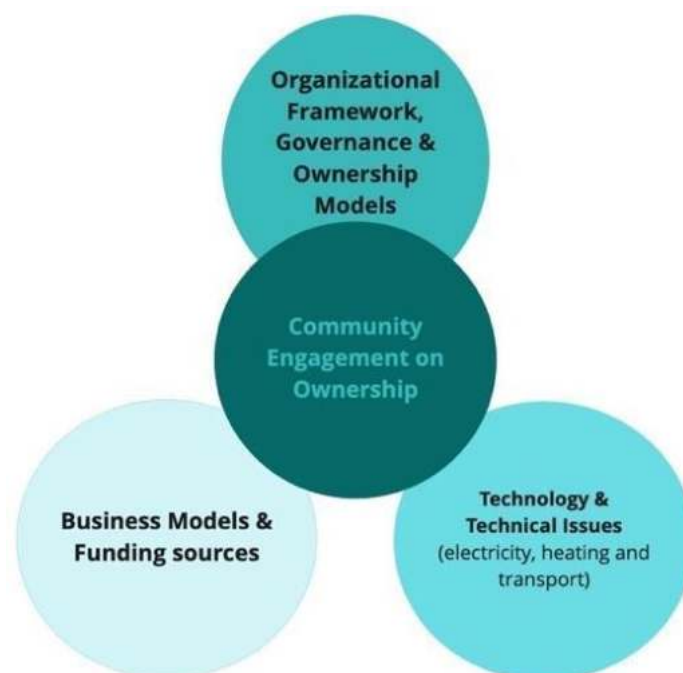 Organizational
Framework,
Governance &
Ownership
Models
Community
Engagement on
Ownership
Business Models &
Funding sources
Technology &
Technical Issues
(electricity, heating and
transport)